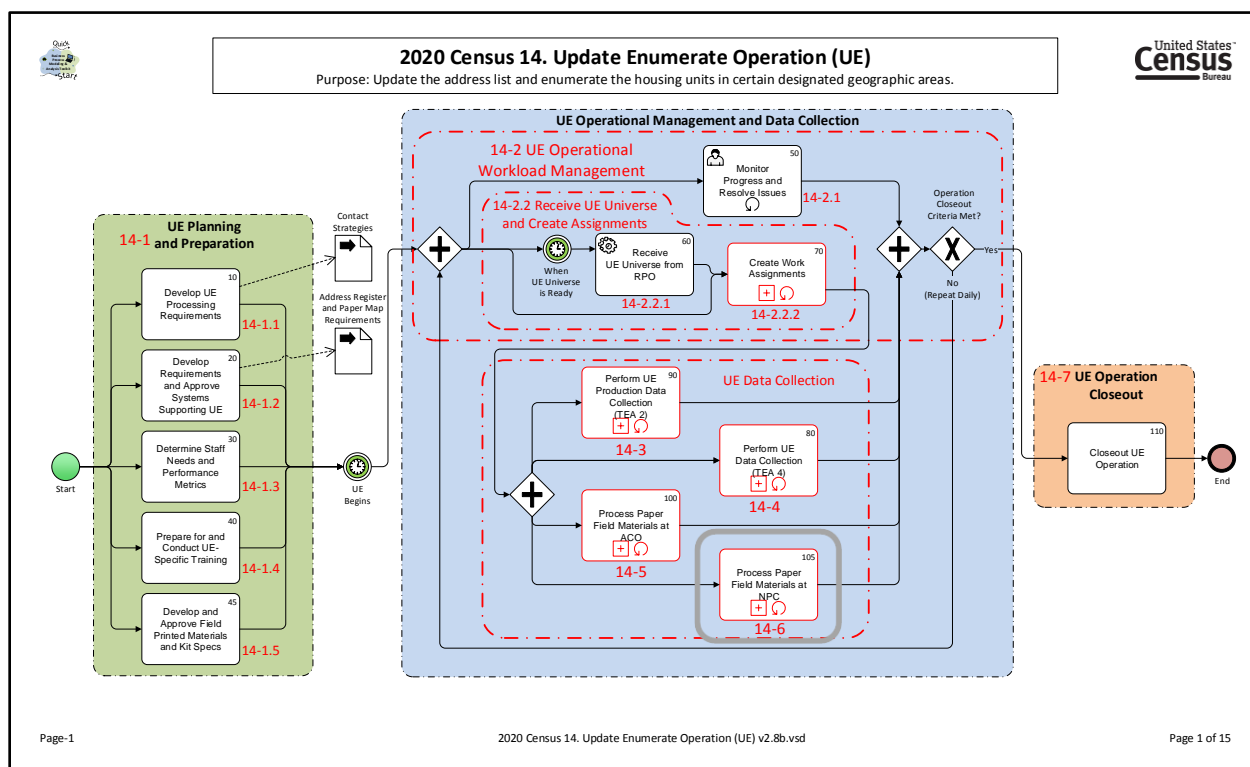 Quick
Start
2020 Census 14. Update Enumerate Operation (UE)
Purpose: Update the address list and enumerate the housing units in certain designated geographic areas.
United States™
Census
Bureau
UE Operational Management and Data Collection
14-2 UE Operational
Workload Management
50
Monitor
Progress and
Resolve Issues
14-2.1
Operation
Closeout
Criteria Met?
X
Yes
No
(Repeat Daily)
14-2.2 Receive UE Universe
and Create Assignments
When
UE Universe
is Ready
60
Receive
UE Universe from
RPO
14-2.2.1
70
Create Work
Assignments
14-2.2.2
14-1
UE Planning
and Preparation
Contact
Strategies
Address Register
and Paper Map
Requirements
Start
10
Develop UE
Processing
Requirements
14-1.1
20
Develop
Requirements
and Approve
Systems
Supporting UE
14-1.2
30
Determine Staff
Needs and
Performance
Metrics
14-1.3
40
Prepare for and
Conduct UE-
Specific Training
14-1.4
45
Develop and
Approve Field
Printed Materials
and Kit Specs
14-1.5
UE
Begins
UE Data Collection
90
Perform UE
Production Data
Collection
(TEA 2)
14-3
80
Perform UE
Data Collection
(TEA 4)
14-4
100
Process Paper
Field Materials at
ACO
14-5
105
Process Paper
Field Materials at
NPC
14-6
14-7 UE Operation
Closeout
110
Closeout UE
Operation
End
Page-1
2020 Census 14. Update Enumerate Operation (UE) v2.8b.vsd
Page 1 of 15